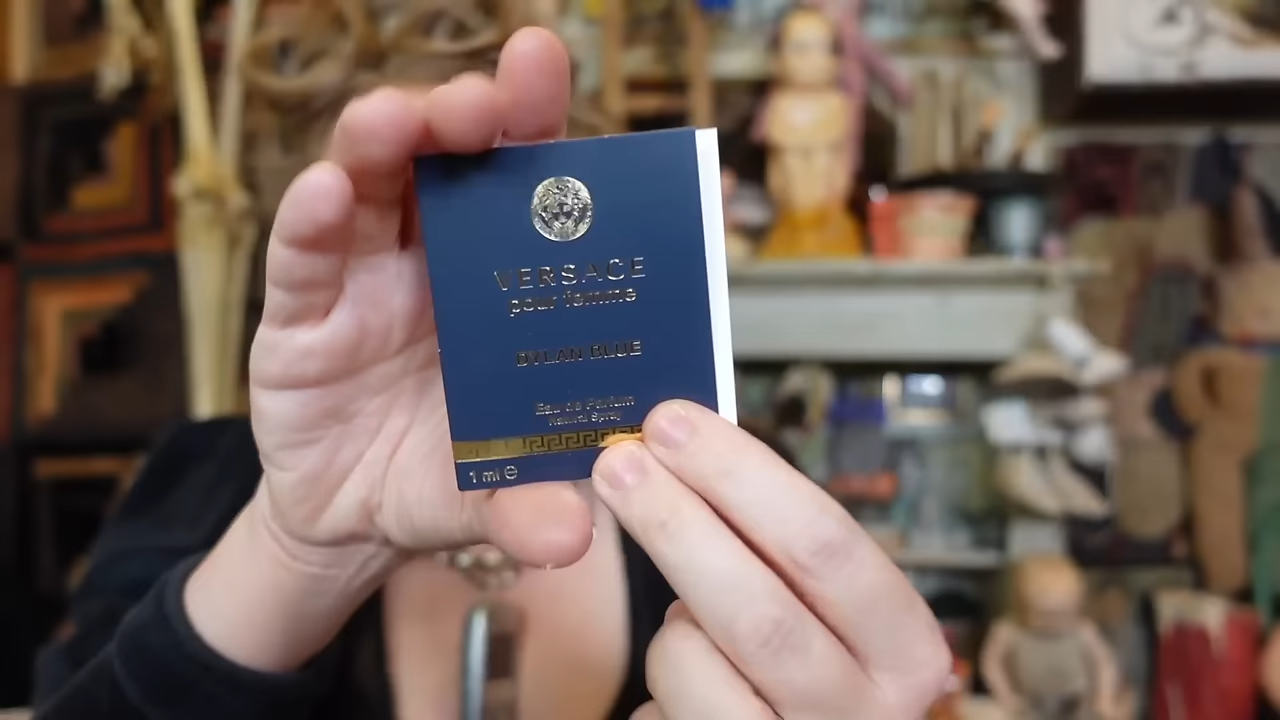 VERSACE
pour femme
DYLAN BLUE
Eau de Parfum
Natural Spray
1 ml ℮